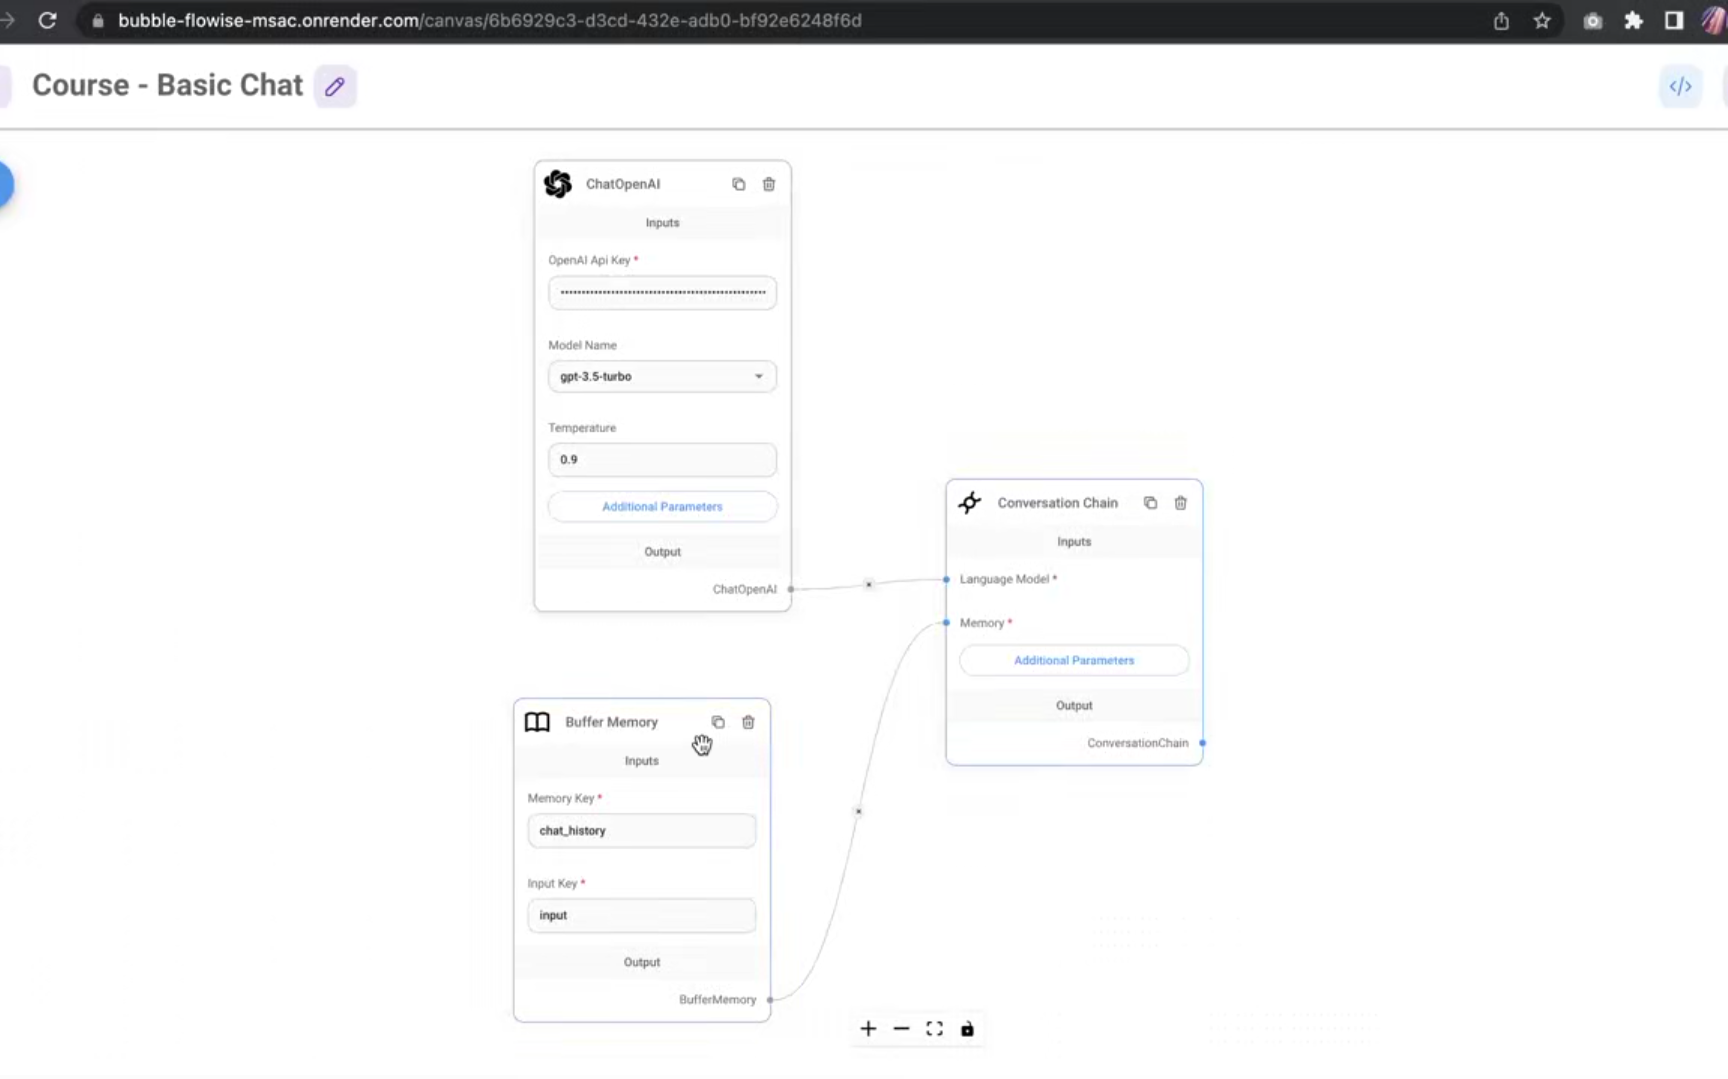 bubble-flowise-msac.onrender.com/canvas/6b6929c3-d3cd-432e-adb0-bf92e6248f6d
Course - Basic Chat
</>
ChatOpenAI
Inputs
OpenAI Api Key *
Model Name
gpt-3.5-turbo
Temperature
0.9
Additional Parameters
Output
ChatOpenAI
Conversation Chain
Inputs
Language Model *
Memory *
Additional Parameters
Output
ConversationChain
Buffer Memory
Inputs
Memory Key *
chat_history
Input Key *
input
Output
BufferMemory